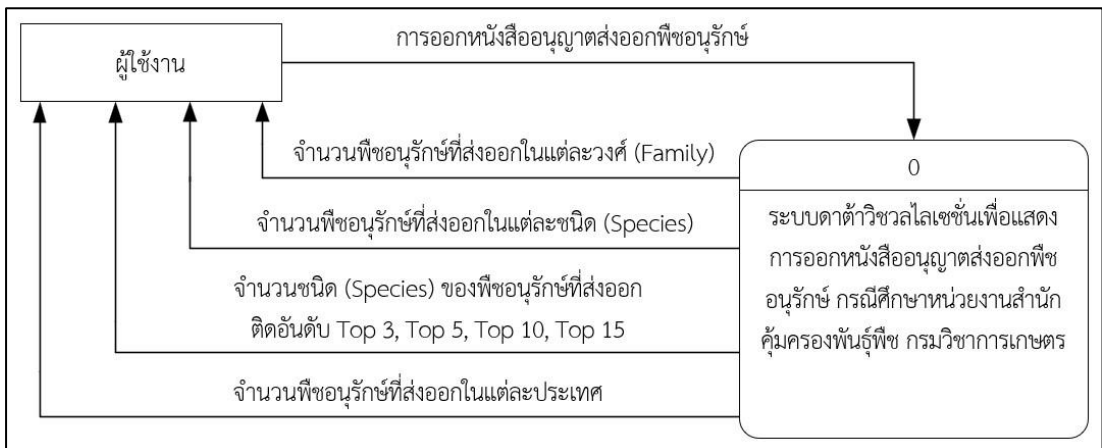 การออกหนังสืออนุญาตส่งออกพืชอนุรักษ์
ผู้ใช้งาน
จำนวนพืชอนุรักษ์ที่ส่งออกในแต่ละวงศ์ (Family)
จำนวนพืชอนุรักษ์ที่ส่งออกในแต่ละชนิด (Species)
จำนวนชนิด (Species) ของพืชอนุรักษ์ที่ส่งออก
ติดอันดับ Top 3, Top 5, Top 10, Top 15
จำนวนพืชอนุรักษ์ที่ส่งออกในแต่ละประเทศ
0
ระบบดาต้าวิชวลไลเซชั่นเพื่อแสดง
การออกหนังสืออนุญาตส่งออกพืช
อนุรักษ์ กรณีศึกษาหน่วยงานสำนัก
คุ้มครองพันธุ์พืช กรมวิชาการเกษตร